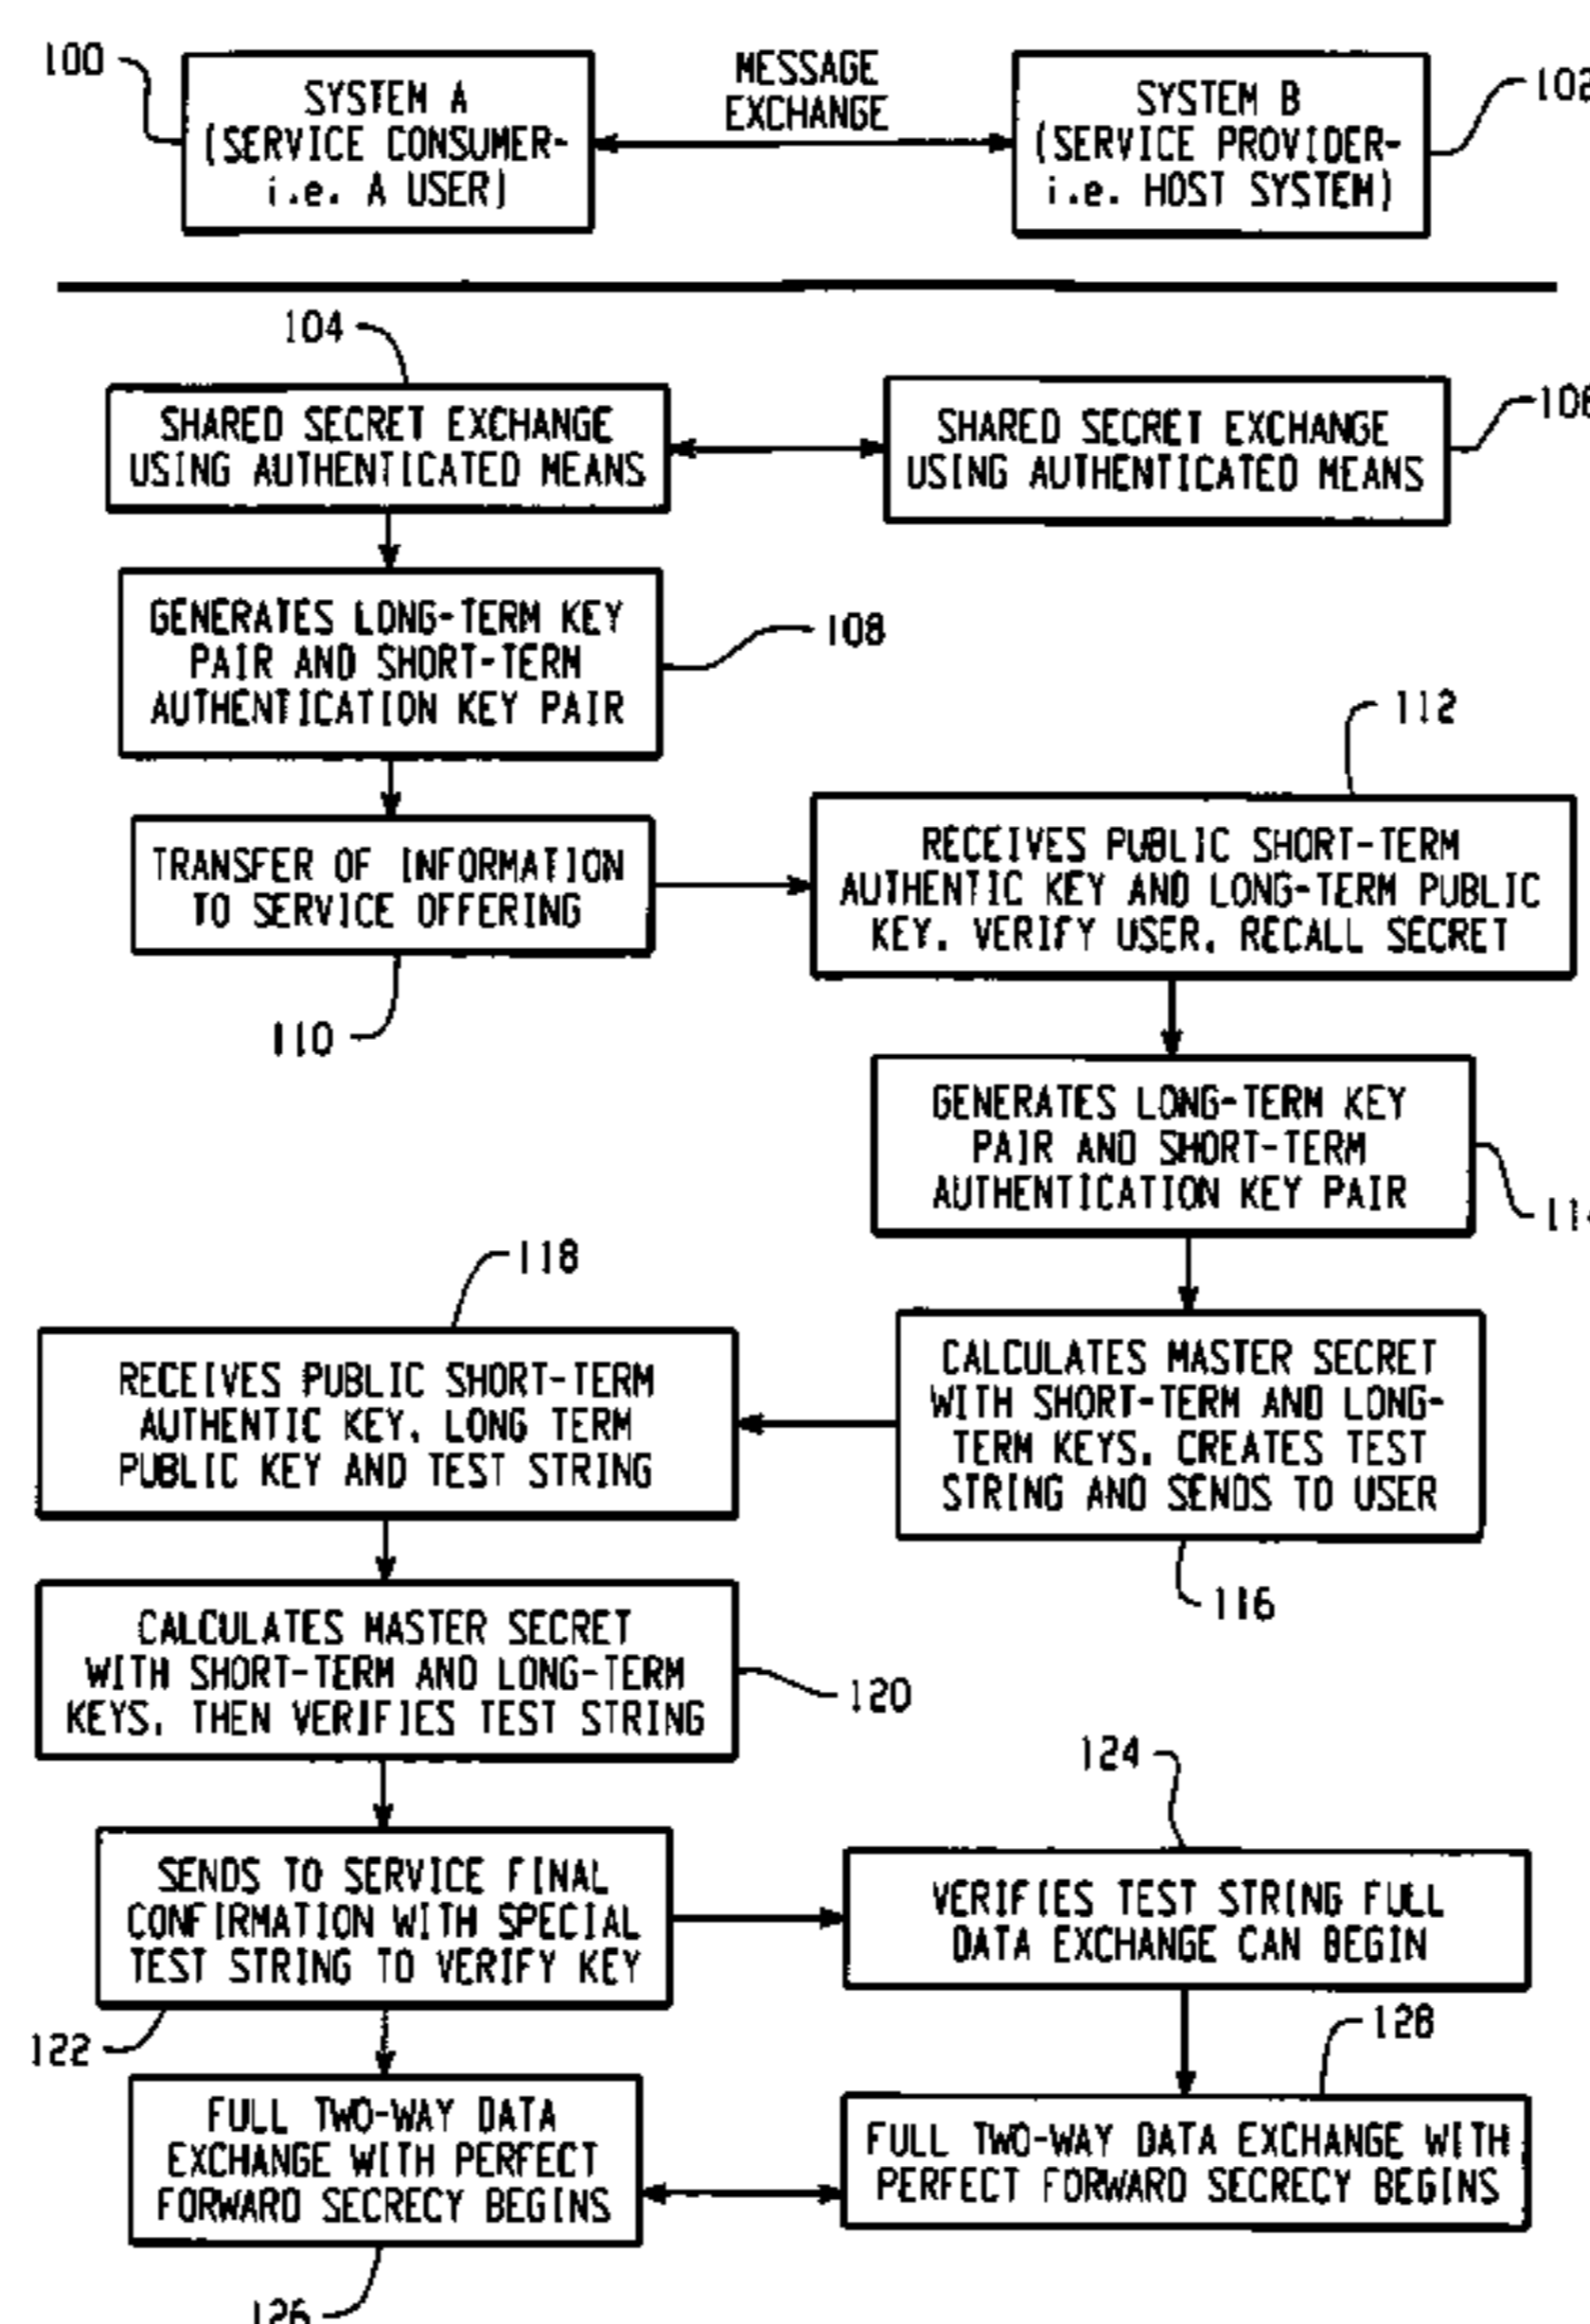 100
SYSTEM A
(SERVICE CONSUMER-
i.e. A USER)
MESSAGE
EXCHANGE
SYSTEM B
(SERVICE PROVIDER-
i.e. HOST SYSTEM)
102
104
SHARED SECRET EXCHANGE
USING AUTHENTICATED MEANS
SHARED SECRET EXCHANGE
USING AUTHENTICATED MEANS
106
GENERATES LONG-TERM KEY
PAIR AND SHORT-TERM
AUTHENTICATION KEY PAIR
108
112
TRANSFER OF INFORMATION
TO SERVICE OFFERING
RECEIVES PUBLIC SHORT-TERM
AUTHENTIC KEY AND LONG-TERM PUBLIC
KEY, VERIFY USER, RECALL SECRET
110
GENERATES LONG-TERM KEY
PAIR AND SHORT-TERM
AUTHENTICATION KEY PAIR
118
RECEIVES PUBLIC SHORT-TERM
AUTHENTIC KEY, LONG TERM
PUBLIC KEY AND TEST STRING
CALCULATES MASTER SECRET
WITH SHORT-TERM AND LONG-
TERM KEYS, CREATES TEST
STRING AND SENDS TO USER
116
CALCULATES MASTER SECRET
WITH SHORT-TERM AND LONG-TERM
KEYS, THEN VERIFIES TEST STRING
120
124
SENDS TO SERVICE FINAL
CONFIRMATION WITH SPECIAL
TEST STRING TO VERIFY KEY
VERIFIES TEST STRING FULL
DATA EXCHANGE CAN BEGIN
122
128
FULL TWO-WAY DATA
EXCHANGE WITH PERFECT
FORWARD SECRECY BEGINS
FULL TWO-WAY DATA EXCHANGE WITH
PERFECT FORWARD SECRECY BEGINS
126